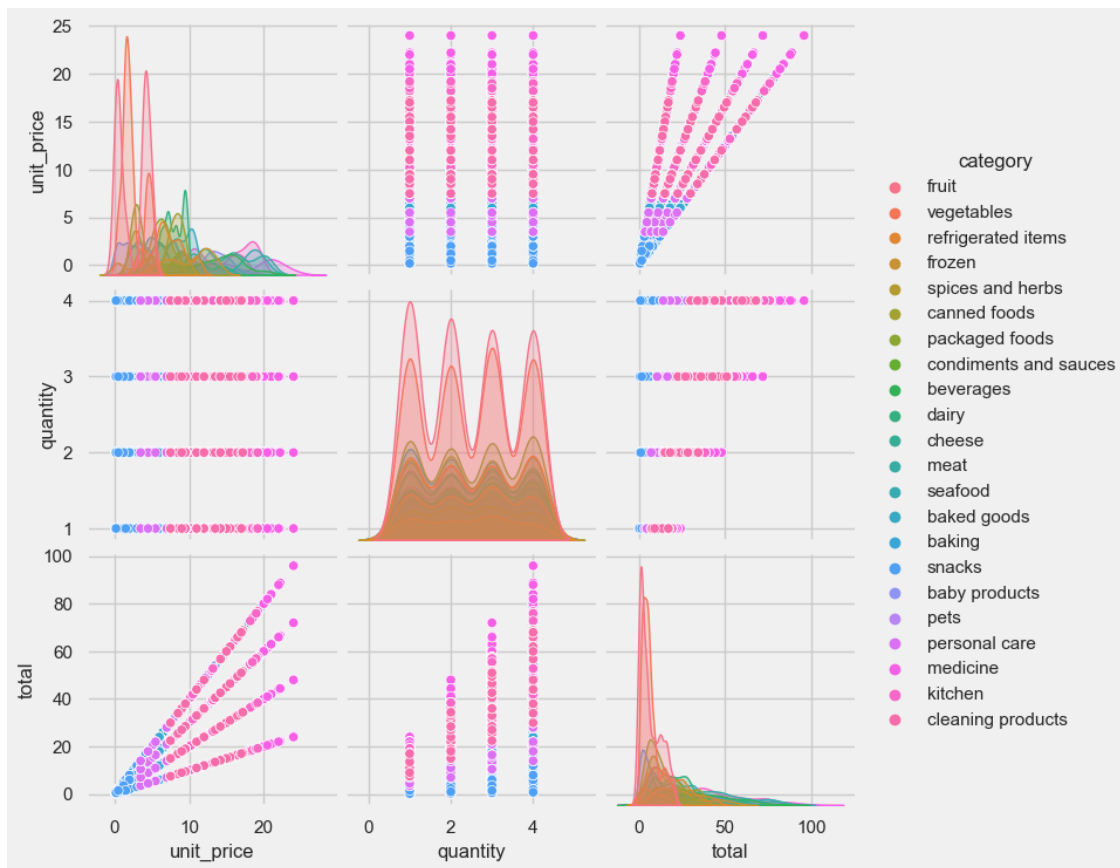 25
20
15
10
5
0
unit_price
4
3
2
1
quantity
100
80
60
40
20
0
total
0 10 20
unit_price
0 2 4
quantity
0 50 100
total
category
fruit
vegetables
refrigerated items
frozen
spices and herbs
canned foods
packaged foods
condiments and sauces
beverages
dairy
cheese
meat
seafood
baked goods
baking
snacks
baby products
pets
personal care
medicine
kitchen
cleaning products